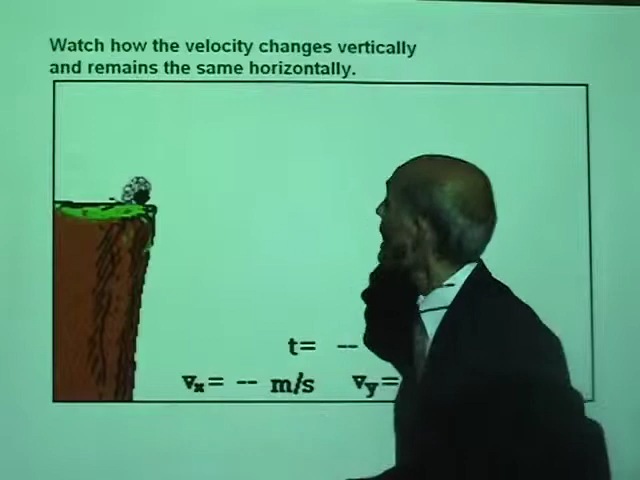 Watch how the velocity changes vertically
and remains the same horizontally.
t= --
vx= -- m/s vy=